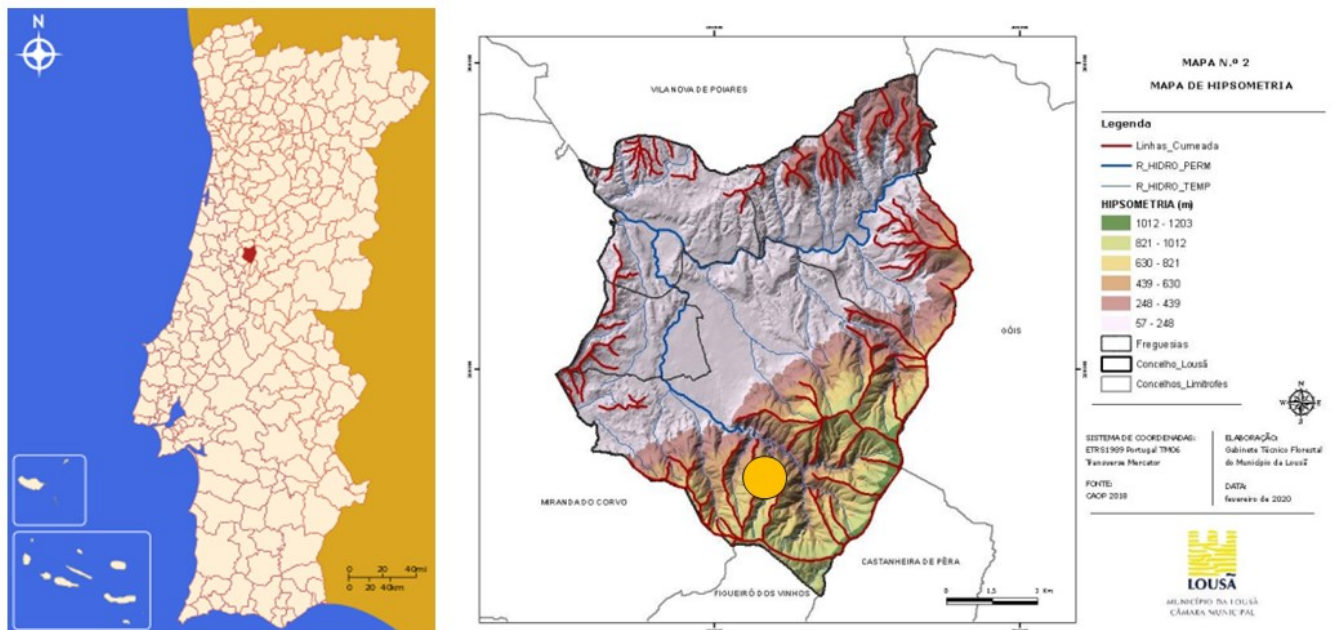 N
0 20 40mi
0 20 40km
VILA NOVA DE POIARES
GÓIS
MIRANDA DO CORVO
CASTANHEIRA DE PÊRA
FIGUEIRÓ DOS VINHOS
0 1,5 3 Km
MAPA N.º 2
MAPA DE HIPSOMETRIA
Legenda
Linhas_Cumeada
R_HIDRO_PERM
R_HIDRO_TEMP
HIPSOMETRIA (m)
1012 - 1203
821 - 1012
630 - 821
439 - 630
248 - 439
57 - 248
Freguesias
Concelho_Lousã
Concelhos_Limitrofes
N
W E
S
SISTEMA DE COORDENADAS:
ETRS1989 Portugal TM06
Transverse Mercator
FONTE:
CAOP 2018
ELABORAÇÃO:
Gabinete Técnico Florestal
do Município da Lousã
DATA:
fevereiro de 2020
LOUSÃ
MUNICÍPIO DA LOUSÃ
CÂMARA MUNICIPAL